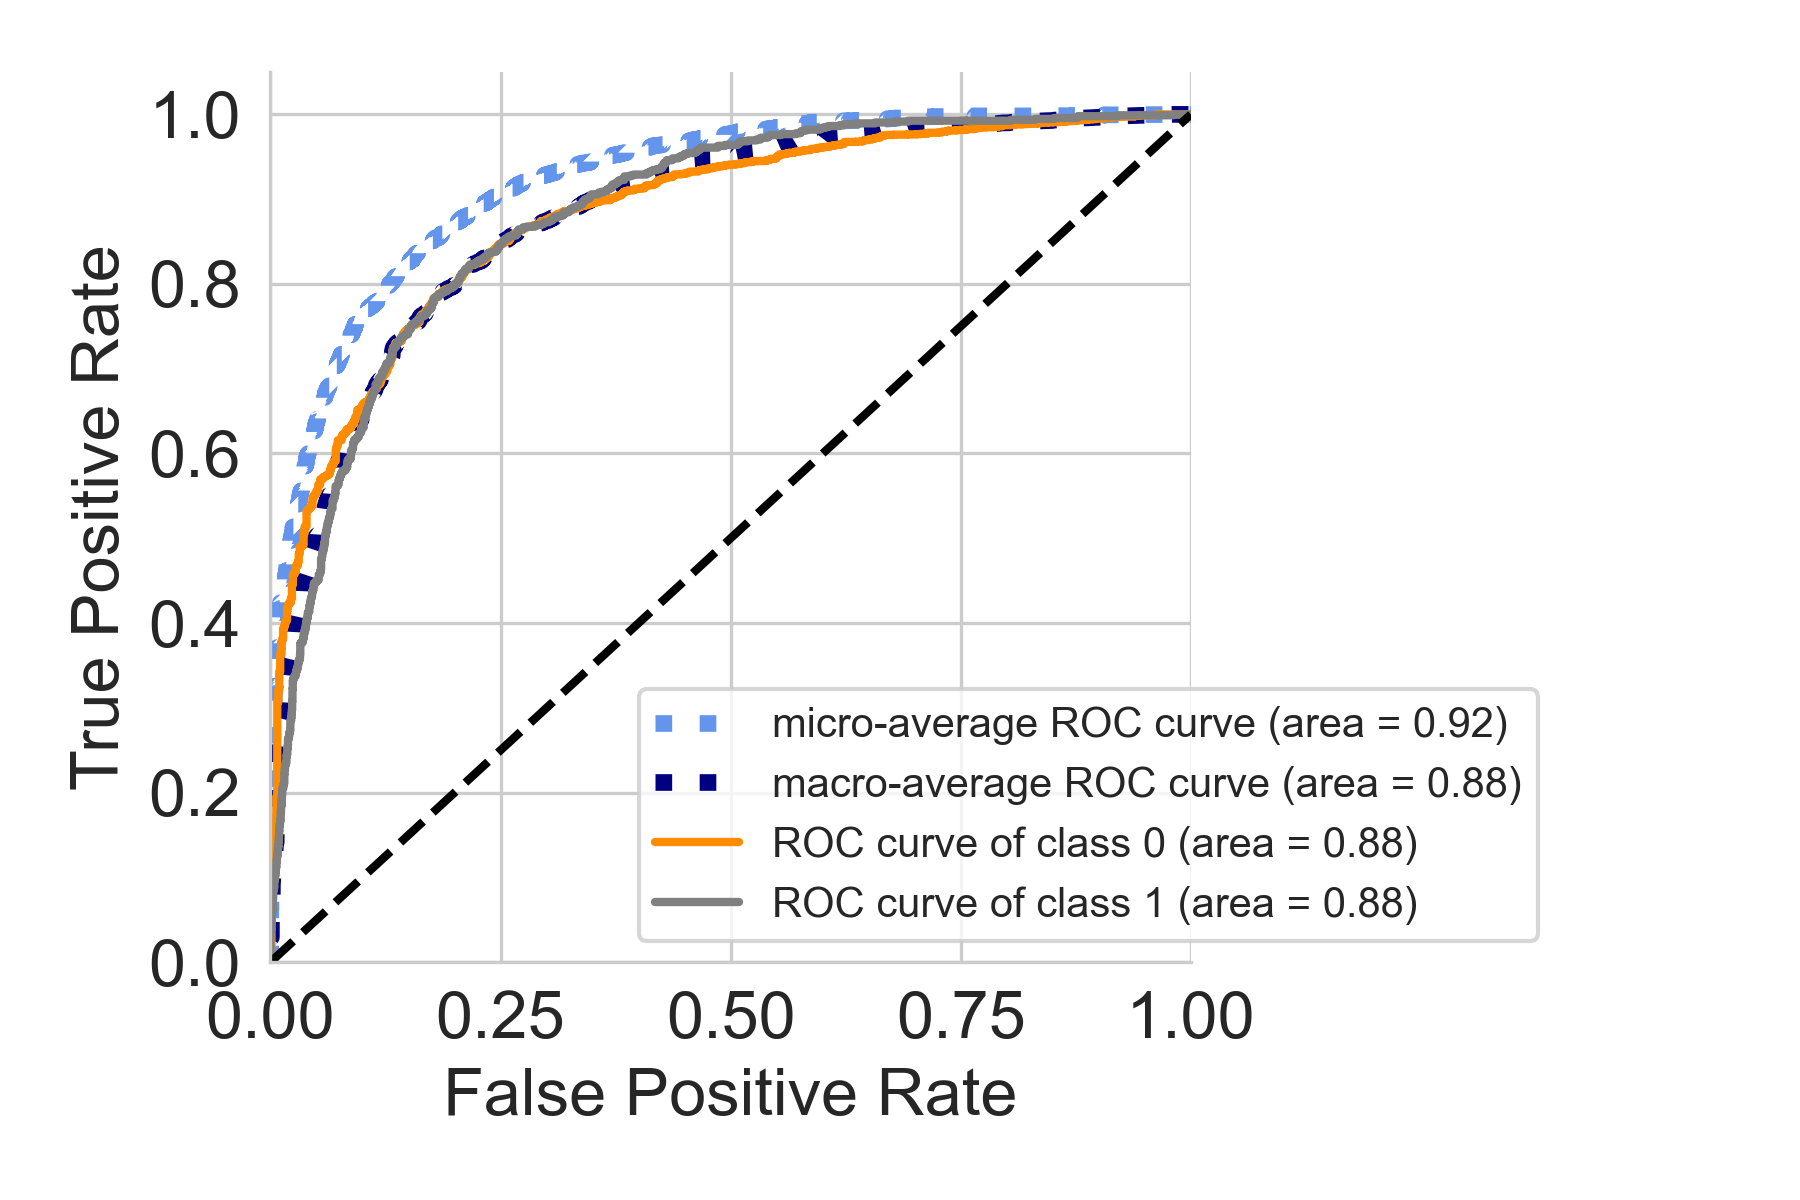 True Positive Rate
1.0
0.8
0.6
0.4
0.2
0.0
0.00 0.25 0.50 0.75 1.00
False Positive Rate
micro-average ROC curve (area = 0.92)
macro-average ROC curve (area = 0.88)
ROC curve of class 0 (area = 0.88)
ROC curve of class 1 (area = 0.88)